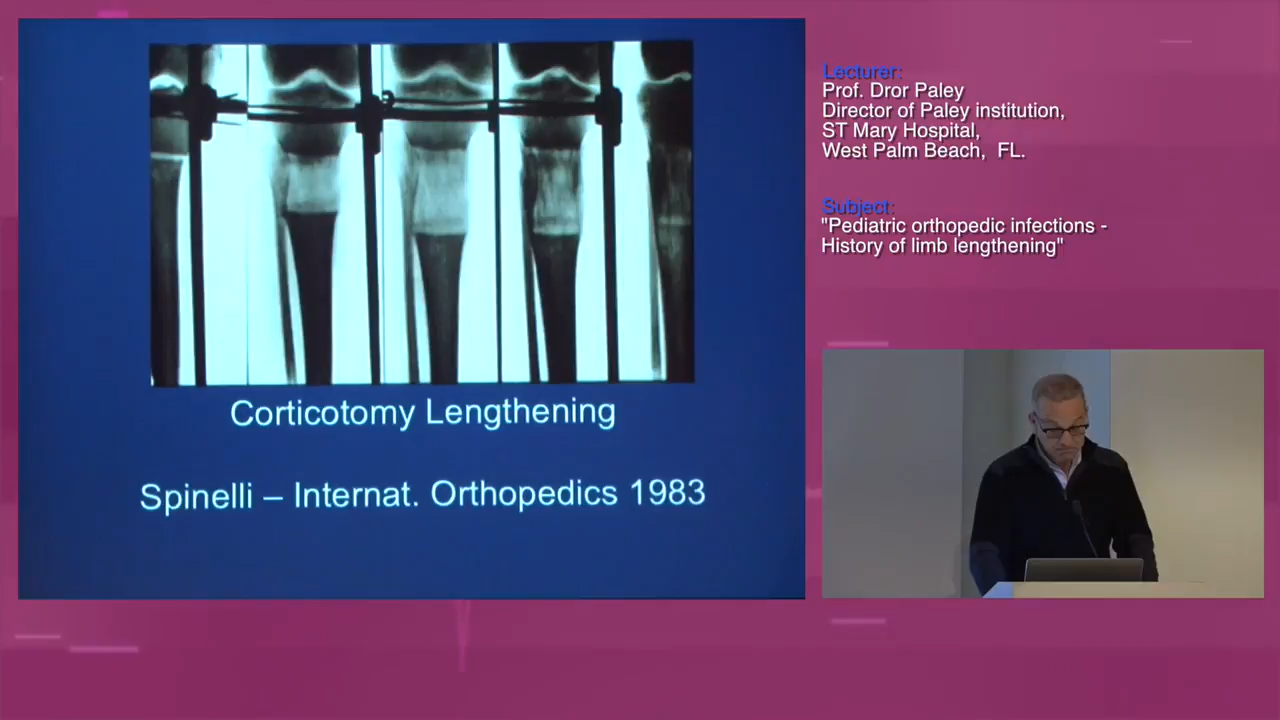 Corticotomy Lengthening
Spinelli – Internat. Orthopedics 1983
Lecturer:
Prof. Dror Paley
Director of Paley institution,
ST Mary Hospital,
West Palm Beach, FL.
Subject:
"Pediatric orthopedic infections -
History of limb lengthening"